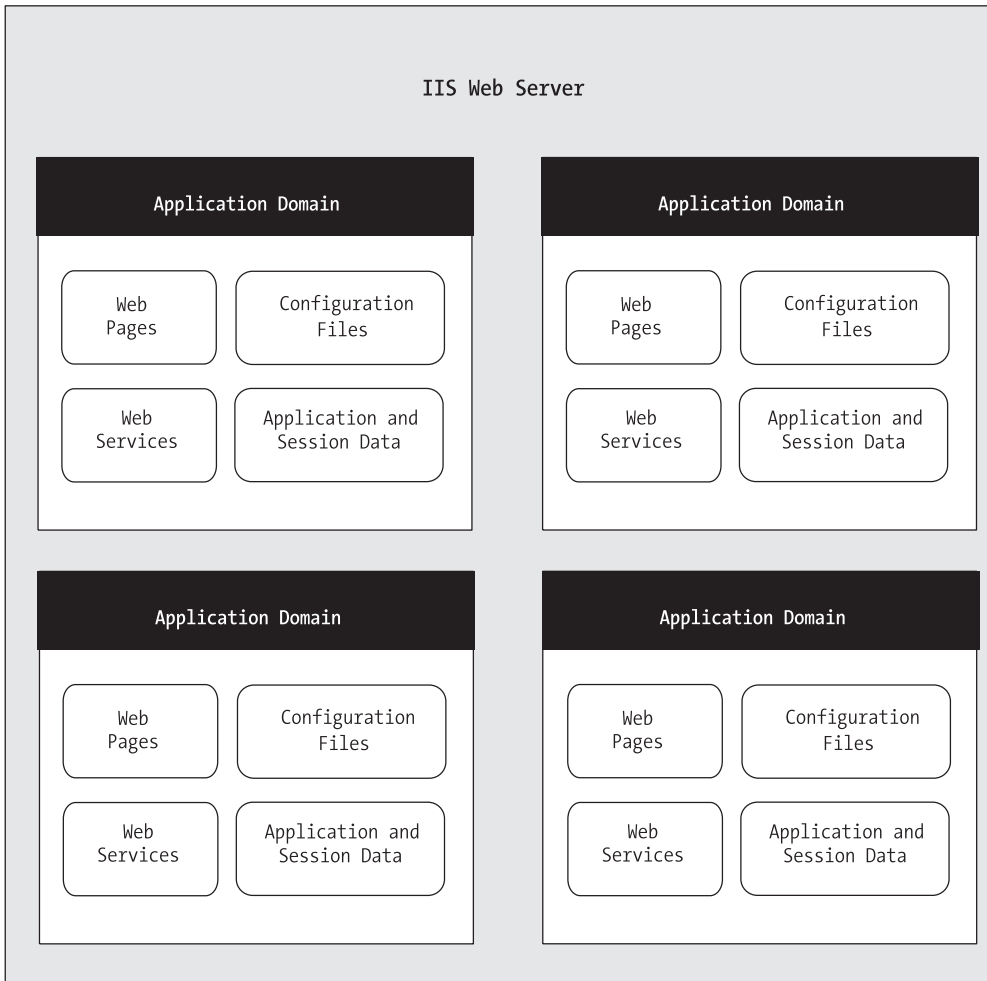 IIS Web Server
Application Domain
Web
Pages
Configuration
Files
Web
Services
Application and
Session Data
Application Domain
Web
Pages
Configuration
Files
Web
Services
Application and
Session Data
Application Domain
Web
Pages
Configuration
Files
Web
Services
Application and
Session Data
Application Domain
Web
Pages
Configuration
Files
Web
Services
Application and
Session Data